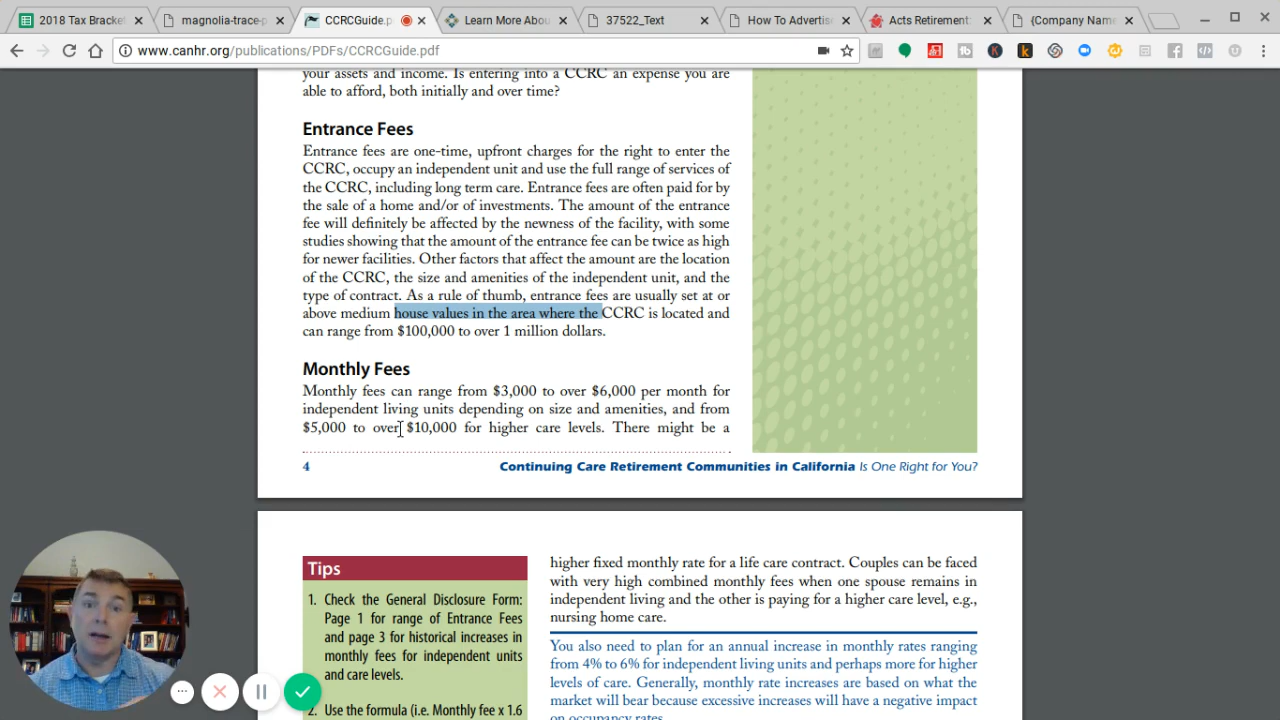 2018 Tax Bracket
magnolia-trace-p
CCRCGuide.p
Learn More Abou
37522_Text
How To Advertise
Acts Retirement
{Company Name
www.canhr.org/publications/PDFs/CCRCGuide.pdf
your assets and income. Is entering into a CCRC an expense you are
able to afford, both initially and over time?
Entrance Fees
Entrance fees are one-time, upfront charges for the right to enter the
CCRC, occupy an independent unit and use the full range of services of
the CCRC, including long term care. Entrance fees are often paid for by
the sale of a home and/or of investments. The amount of the entrance
fee will definitely be affected by the newness of the facility, with some
studies showing that the amount of the entrance fee can be twice as high
for newer facilities. Other factors that affect the amount are the location
of the CCRC, the size and amenities of the independent unit, and the
type of contract. As a rule of thumb, entrance fees are usually set at or
above medium house values in the area where the CCRC is located and
can range from $100,000 to over 1 million dollars.
Monthly Fees
Monthly fees can range from $3,000 to over $6,000 per month for
independent living units depending on size and amenities, and from
$5,000 to over $10,000 for higher care levels. There might be a
4 Continuing Care Retirement Communities in California Is One Right for You?
Tips
1. Check the General Disclosure Form:
Page 1 for range of Entrance Fees
and page 3 for historical increases in
monthly fees for independent units
and care levels.
2. Use the formula (i.e. Monthly fee x 1.6
higher fixed monthly rate for a life care contract. Couples can be faced
with very high combined monthly fees when one spouse remains in
independent living and the other is paying for a higher care level, e.g.,
nursing home care.
You also need to plan for an annual increase in monthly rates ranging
from 4% to 6% for independent living units and perhaps more for higher
levels of care. Generally, monthly rate increases are based on what the
market will bear because excessive increases will have a negative impact
on occupancy rates.